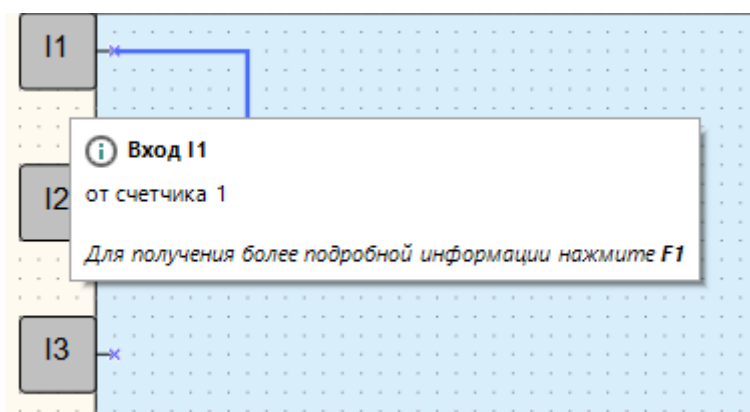 I1
Вход I1
I2
от счетчика 1
Для получения более подробной информации нажмите F1
I3